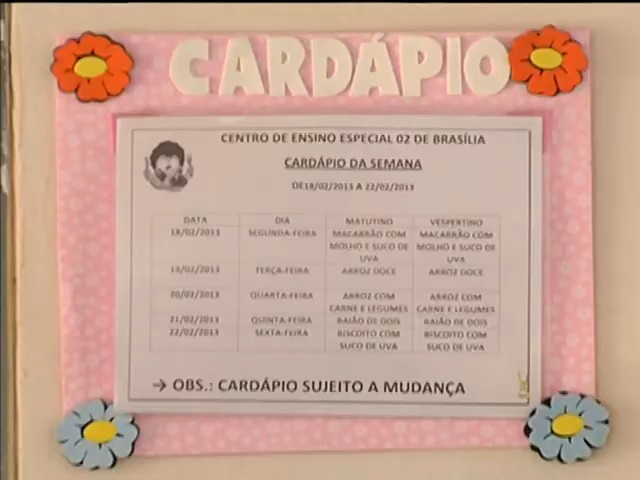 CARDÁPIO
CENTRO DE ENSINO ESPECIAL 02 DE BRASÍLIA
CARDÁPIO DA SEMANA
DE18/02/2013 A 22/02/2013
DATA DIA MATUTINO VESPERTINO
18/02/2013 SEGUNDA-FEIRA MACARRÃO COM MACARRÃO COM
MOLHO E SUCO DE MOLHO E SUCO DE
UVA UVA
19/02/2013 TERÇA-FEIRA ARROZ DOCE ARROZ DOCE
20/02/2013 QUARTA-FEIRA ARROZ COM ARROZ COM
CARNE E LEGUMES CARNE E LEGUMES
21/02/2013 QUINTA-FEIRA BAIÃO DE DOIS BAIÃO DE DOIS
22/02/2013 SEXTA-FEIRA BISCOITO COM BISCOITO COM
SUCO DE UVA SUCO DE UVA
→ OBS.: CARDÁPIO SUJEITO A MUDANÇA